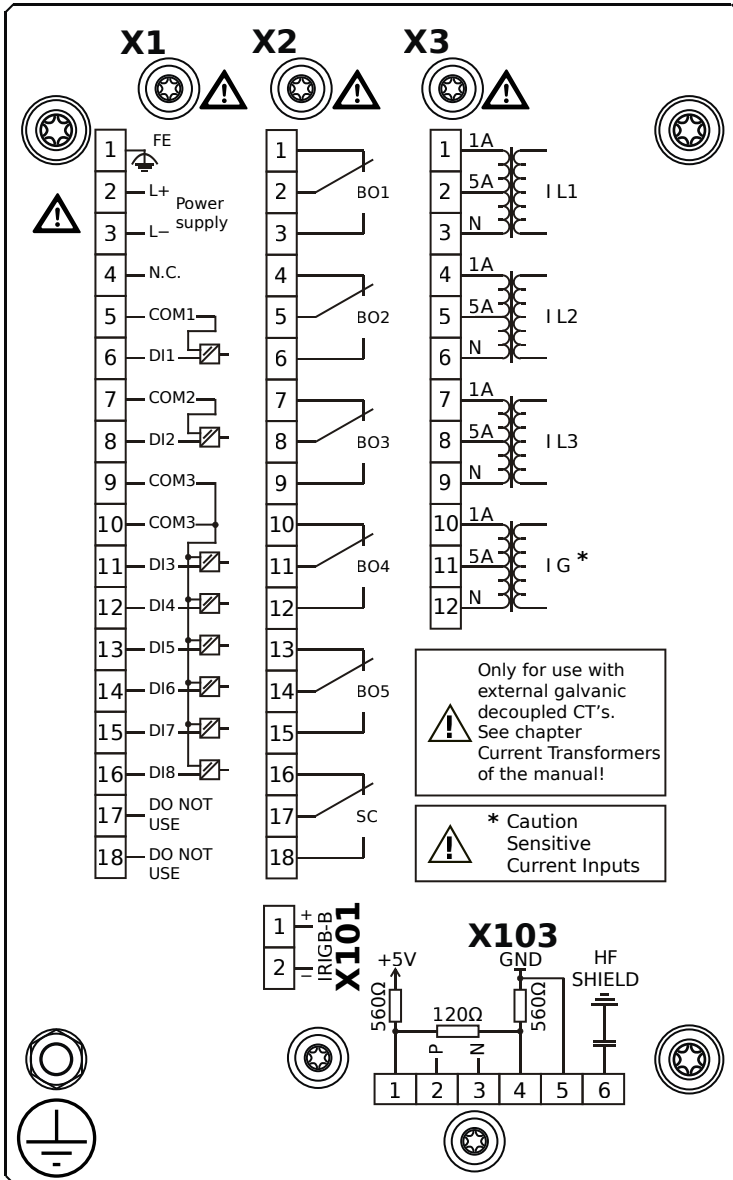 X1
X2
X3
1 FE
2 L+
Power
supply
3 L−
4 N.C.
5 COM1
6 DI1
7 COM2
8 DI2
9 COM3
10 COM3
11 DI3
12 DI4
13 DI5
14 DI6
15 DI7
16 DI8
17 DO NOT
USE
18 DO NOT
USE
1
2 BO1
3
4
5 BO2
6
7
8 BO3
9
10
11 BO4
12
13
14 BO5
15
16
17 SC
18
1 1A
2 5A I L1
3 N
4 1A
5 5A I L2
6 N
7 1A
8 5A I L3
9 N
10 1A
11 5A I G *
12 N
Only for use with
external galvanic
decoupled CT's.
See chapter
Current Transformers
of the manual!
* Caution
Sensitive
Current Inputs
1 +
2 −
IRIGB-B
X101
X103
+5V
GND
HF
SHIELD
560Ω
120Ω
560Ω
P
N
1 2 3 4 5 6